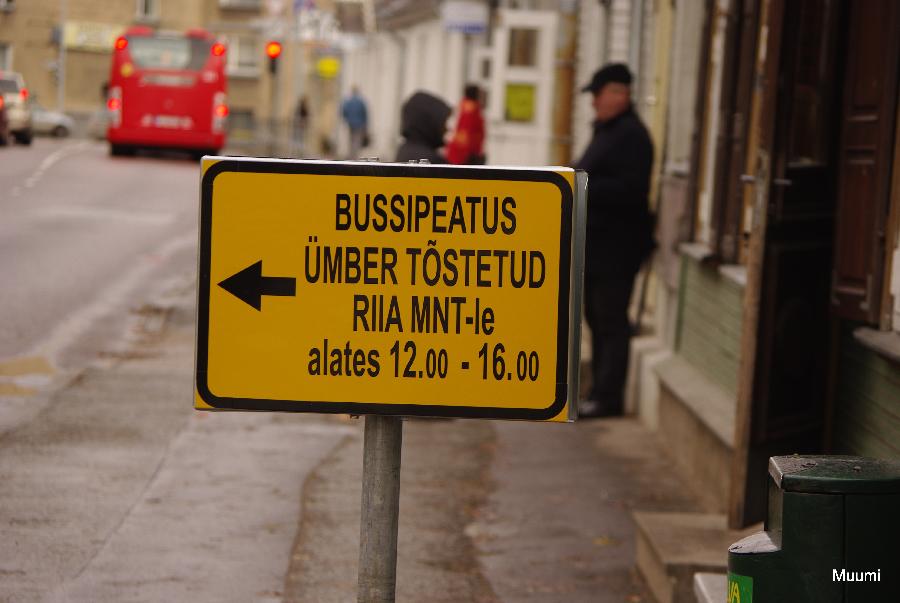 BUSSIPEATUS
ÜMBER TÕSTETUD
RIIA MNT-le
alates 12.00 - 16.00
Muumi